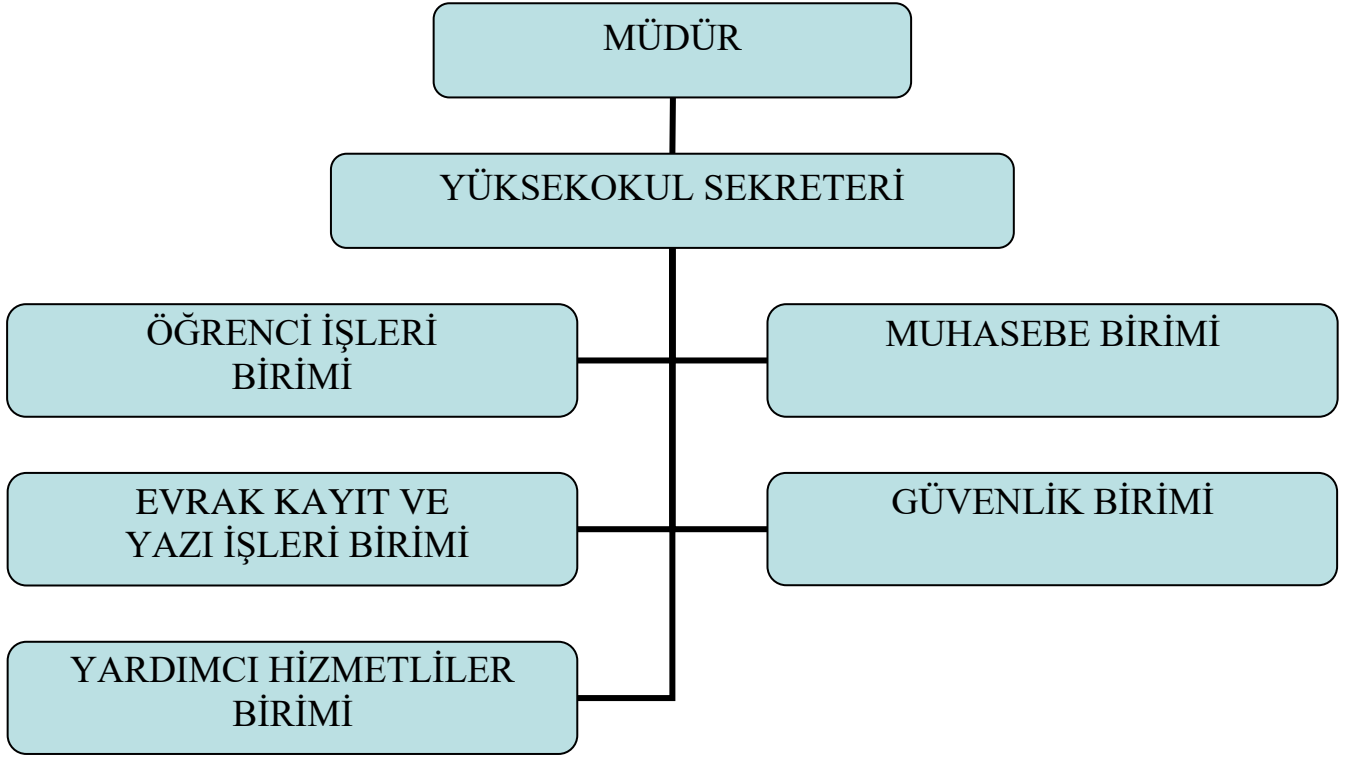 MÜDÜR
YÜKSEKOKUL SEKRETERİ
ÖĞRENCİ İŞLERİ
BİRİMİ
MUHASEBE BİRİMİ
EVRAK KAYIT VE
YAZI İŞLERİ BİRİMİ
GÜVENLİK BİRİMİ
YARDIMCI HİZMETLİLER
BİRİMİ